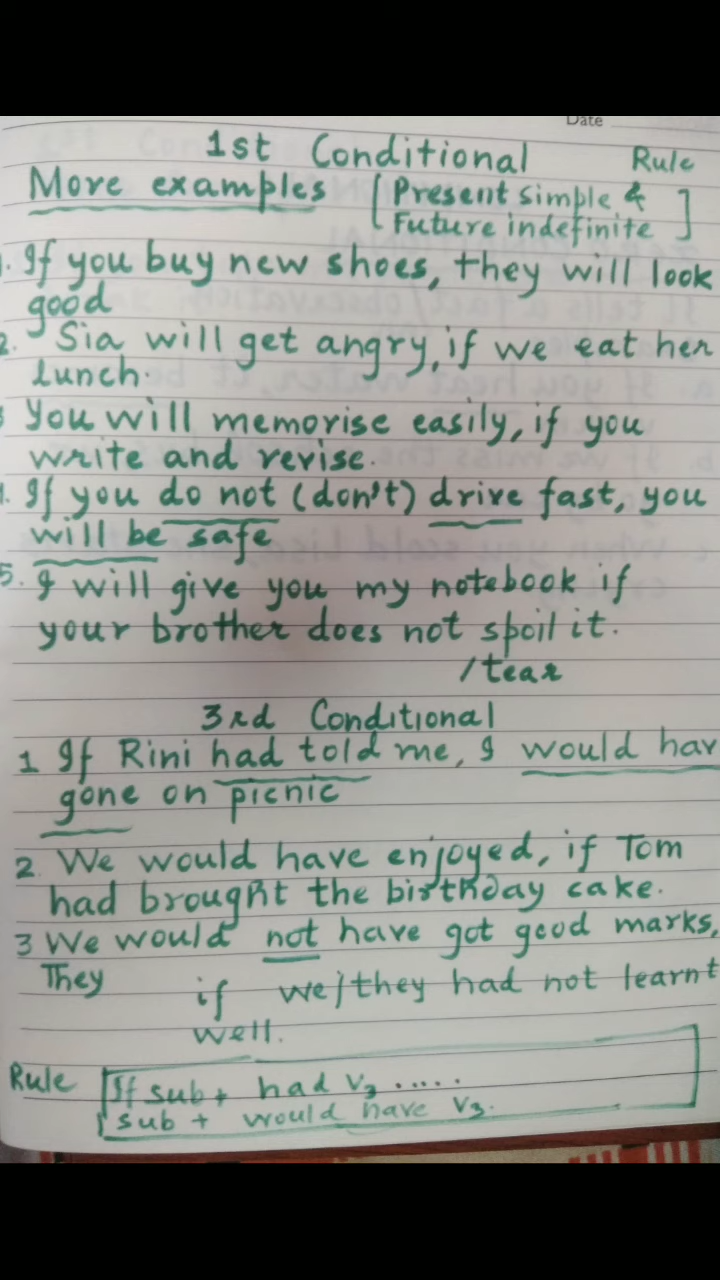 Date
1st Conditional Rule
More examples [Present simple &
Future indefinite]
1. If you buy new shoes, they will look
good
2. Sia will get angry, if we eat her
lunch.
3 You will memorise easily, if you
write and revise.
4. If you do not (don't) drive fast, you
will be safe
5. I will give you my notebook if
your brother does not spoil it.
/tear
3rd Conditional
1 If Rini had told me, I would hav
gone on picnic
2. We would have enjoyed, if Tom
had brought the birthday cake.
3 We would not have got good marks,
They if we/they had not learnt
well.
Rule If sub + had V3 .....
sub + would have V3.